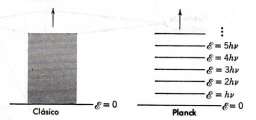 ℰ = 5hν
ℰ = 4hν
ℰ = 3hν
ℰ = 2hν
ℰ = hν
ℰ = 0
ℰ = 0
Clásico
Planck